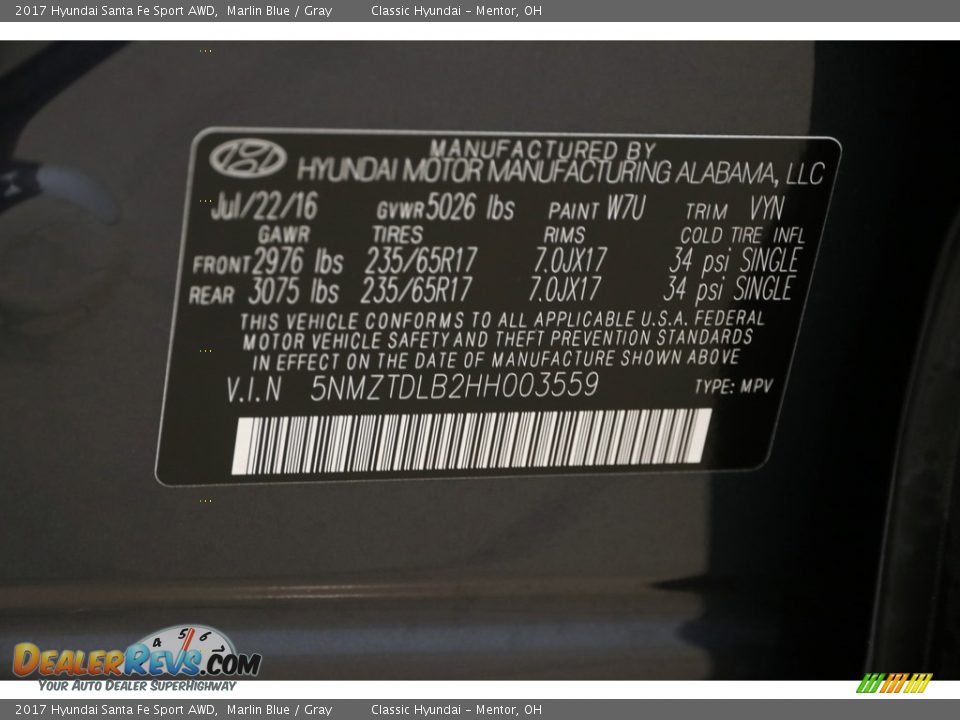 2017 Hyundai Santa Fe Sport AWD,  Marlin Blue / Gray        Classic Hyundai – Mentor, OH
MANUFACTURED BY
HYUNDAI MOTOR MANUFACTURING ALABAMA, LLC
Jul/22/16 GVWR 5026 lbs PAINT W7U TRIM VYN
GAWR TIRES RIMS COLD TIRE INFL
FRONT 2976 lbs 235/65R17 7.0JX17 34 psi SINGLE
REAR 3075 lbs 235/65R17 7.0JX17 34 psi SINGLE
THIS VEHICLE CONFORMS TO ALL APPLICABLE U.S.A. FEDERAL
MOTOR VEHICLE SAFETY AND THEFT PREVENTION STANDARDS
IN EFFECT ON THE DATE OF MANUFACTURE SHOWN ABOVE
V.I.N 5NMZTDLB2HH003559 TYPE: MPV
4 5 6 7
DEALERREVS.COM
YOUR AUTO DEALER SUPERHIGHWAY
2017 Hyundai Santa Fe Sport AWD,  Marlin Blue / Gray        Classic Hyundai – Mentor, OH